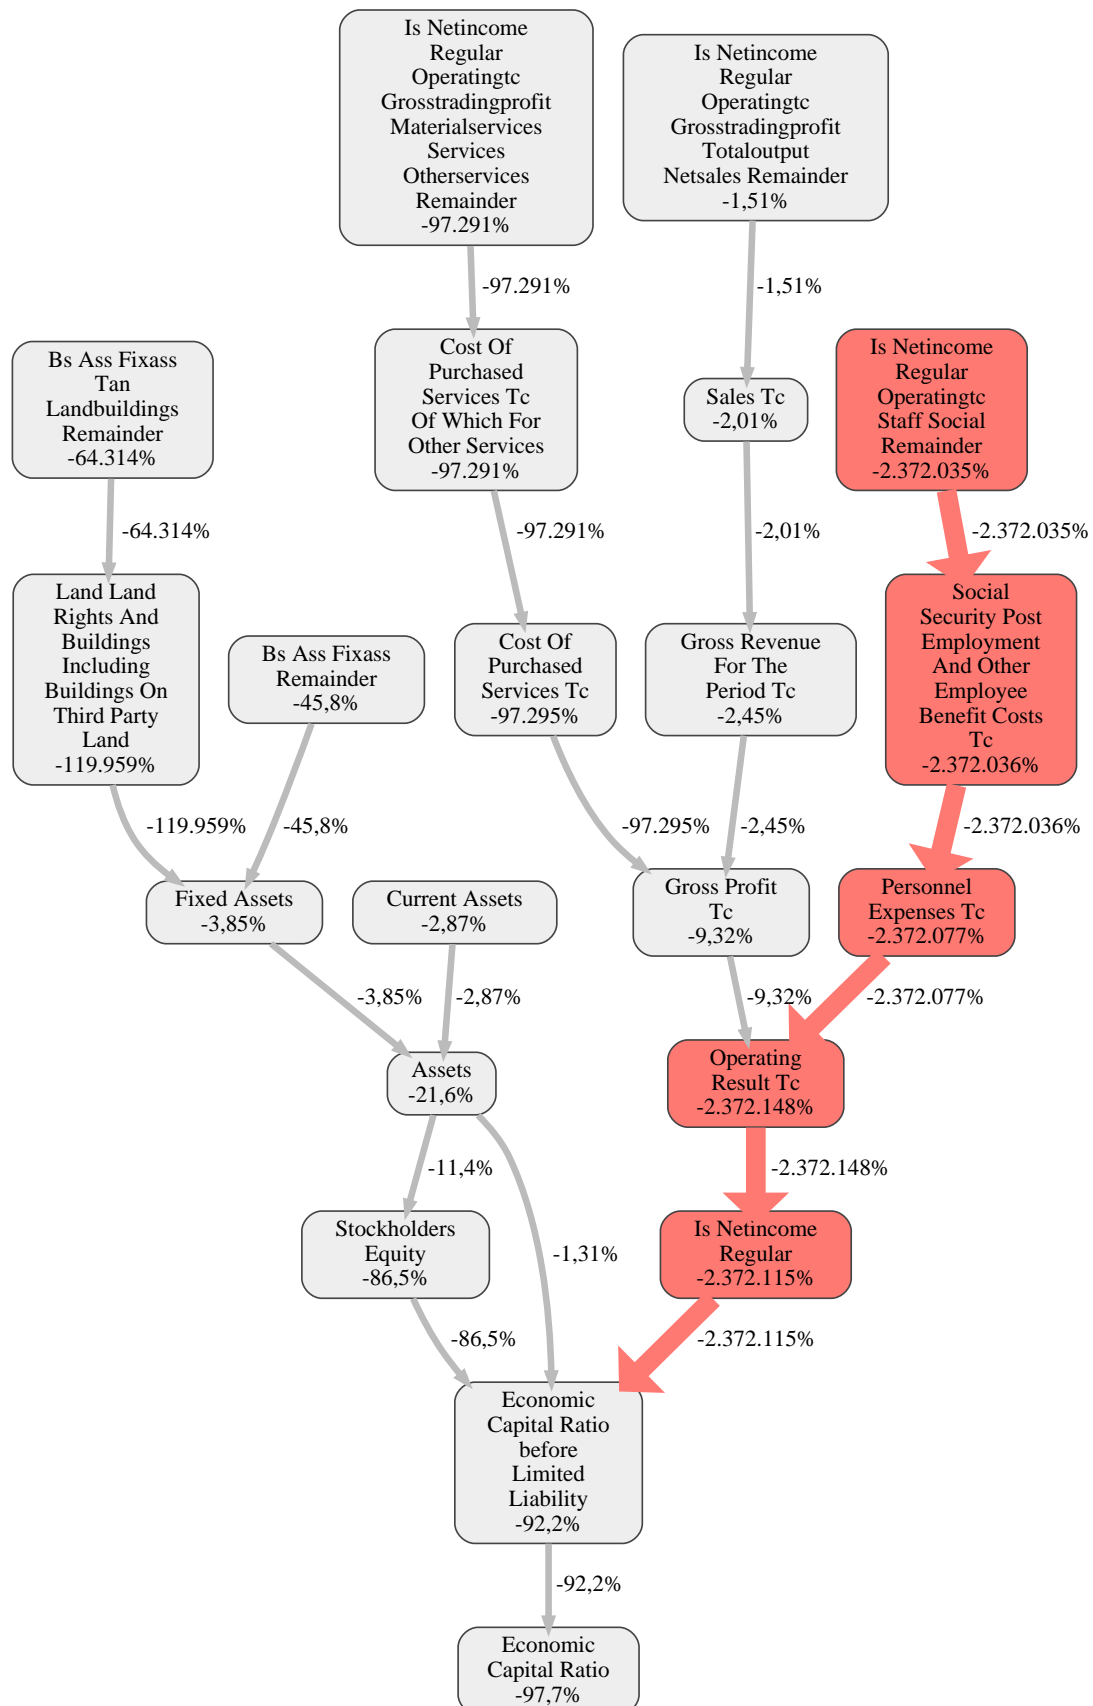 Is Netincome
Regular
Operatingtc
Grosstradingprofit
Materialservices
Services
Otherservices
Remainder
-97.291%
Is Netincome
Regular
Operatingtc
Grosstradingprofit
Totaloutput
Netsales Remainder
-1,51%
-97.291%
-1,51%
Bs Ass Fixass
Tan
Landbuildings
Remainder
-64.314%
Cost Of
Purchased
Services Tc
Of Which For
Other Services
-97.291%
Sales Tc
-2,01%
Is Netincome
Regular
Operatingtc
Staff Social
Remainder
-2.372.035%
-64.314%
-97.291%
-2,01%
-2.372.035%
Land Land
Rights And
Buildings
Including
Buildings On
Third Party
Land
-119.959%
Bs Ass Fixass
Remainder
-45,8%
Cost Of
Purchased
Services Tc
-97.295%
Gross Revenue
For The
Period Tc
-2,45%
Social
Security Post
Employment
And Other
Employee
Benefit Costs
Tc
-2.372.036%
-119.959%
-45,8%
-97.295%
-2,45%
-2.372.036%
Fixed Assets
-3,85%
Current Assets
-2,87%
Gross Profit
Tc
-9,32%
Personnel
Expenses Tc
-2.372.077%
-3,85%
-2,87%
-9,32%
-2.372.077%
Assets
-21,6%
Operating
Result Tc
-2.372.148%
-11,4%
-1,31%
-2.372.148%
Stockholders
Equity
-86,5%
Is Netincome
Regular
-2.372.115%
-86,5%
-2.372.115%
Economic
Capital Ratio
before
Limited
Liability
-92,2%
-92,2%
Economic
Capital Ratio
-97,7%